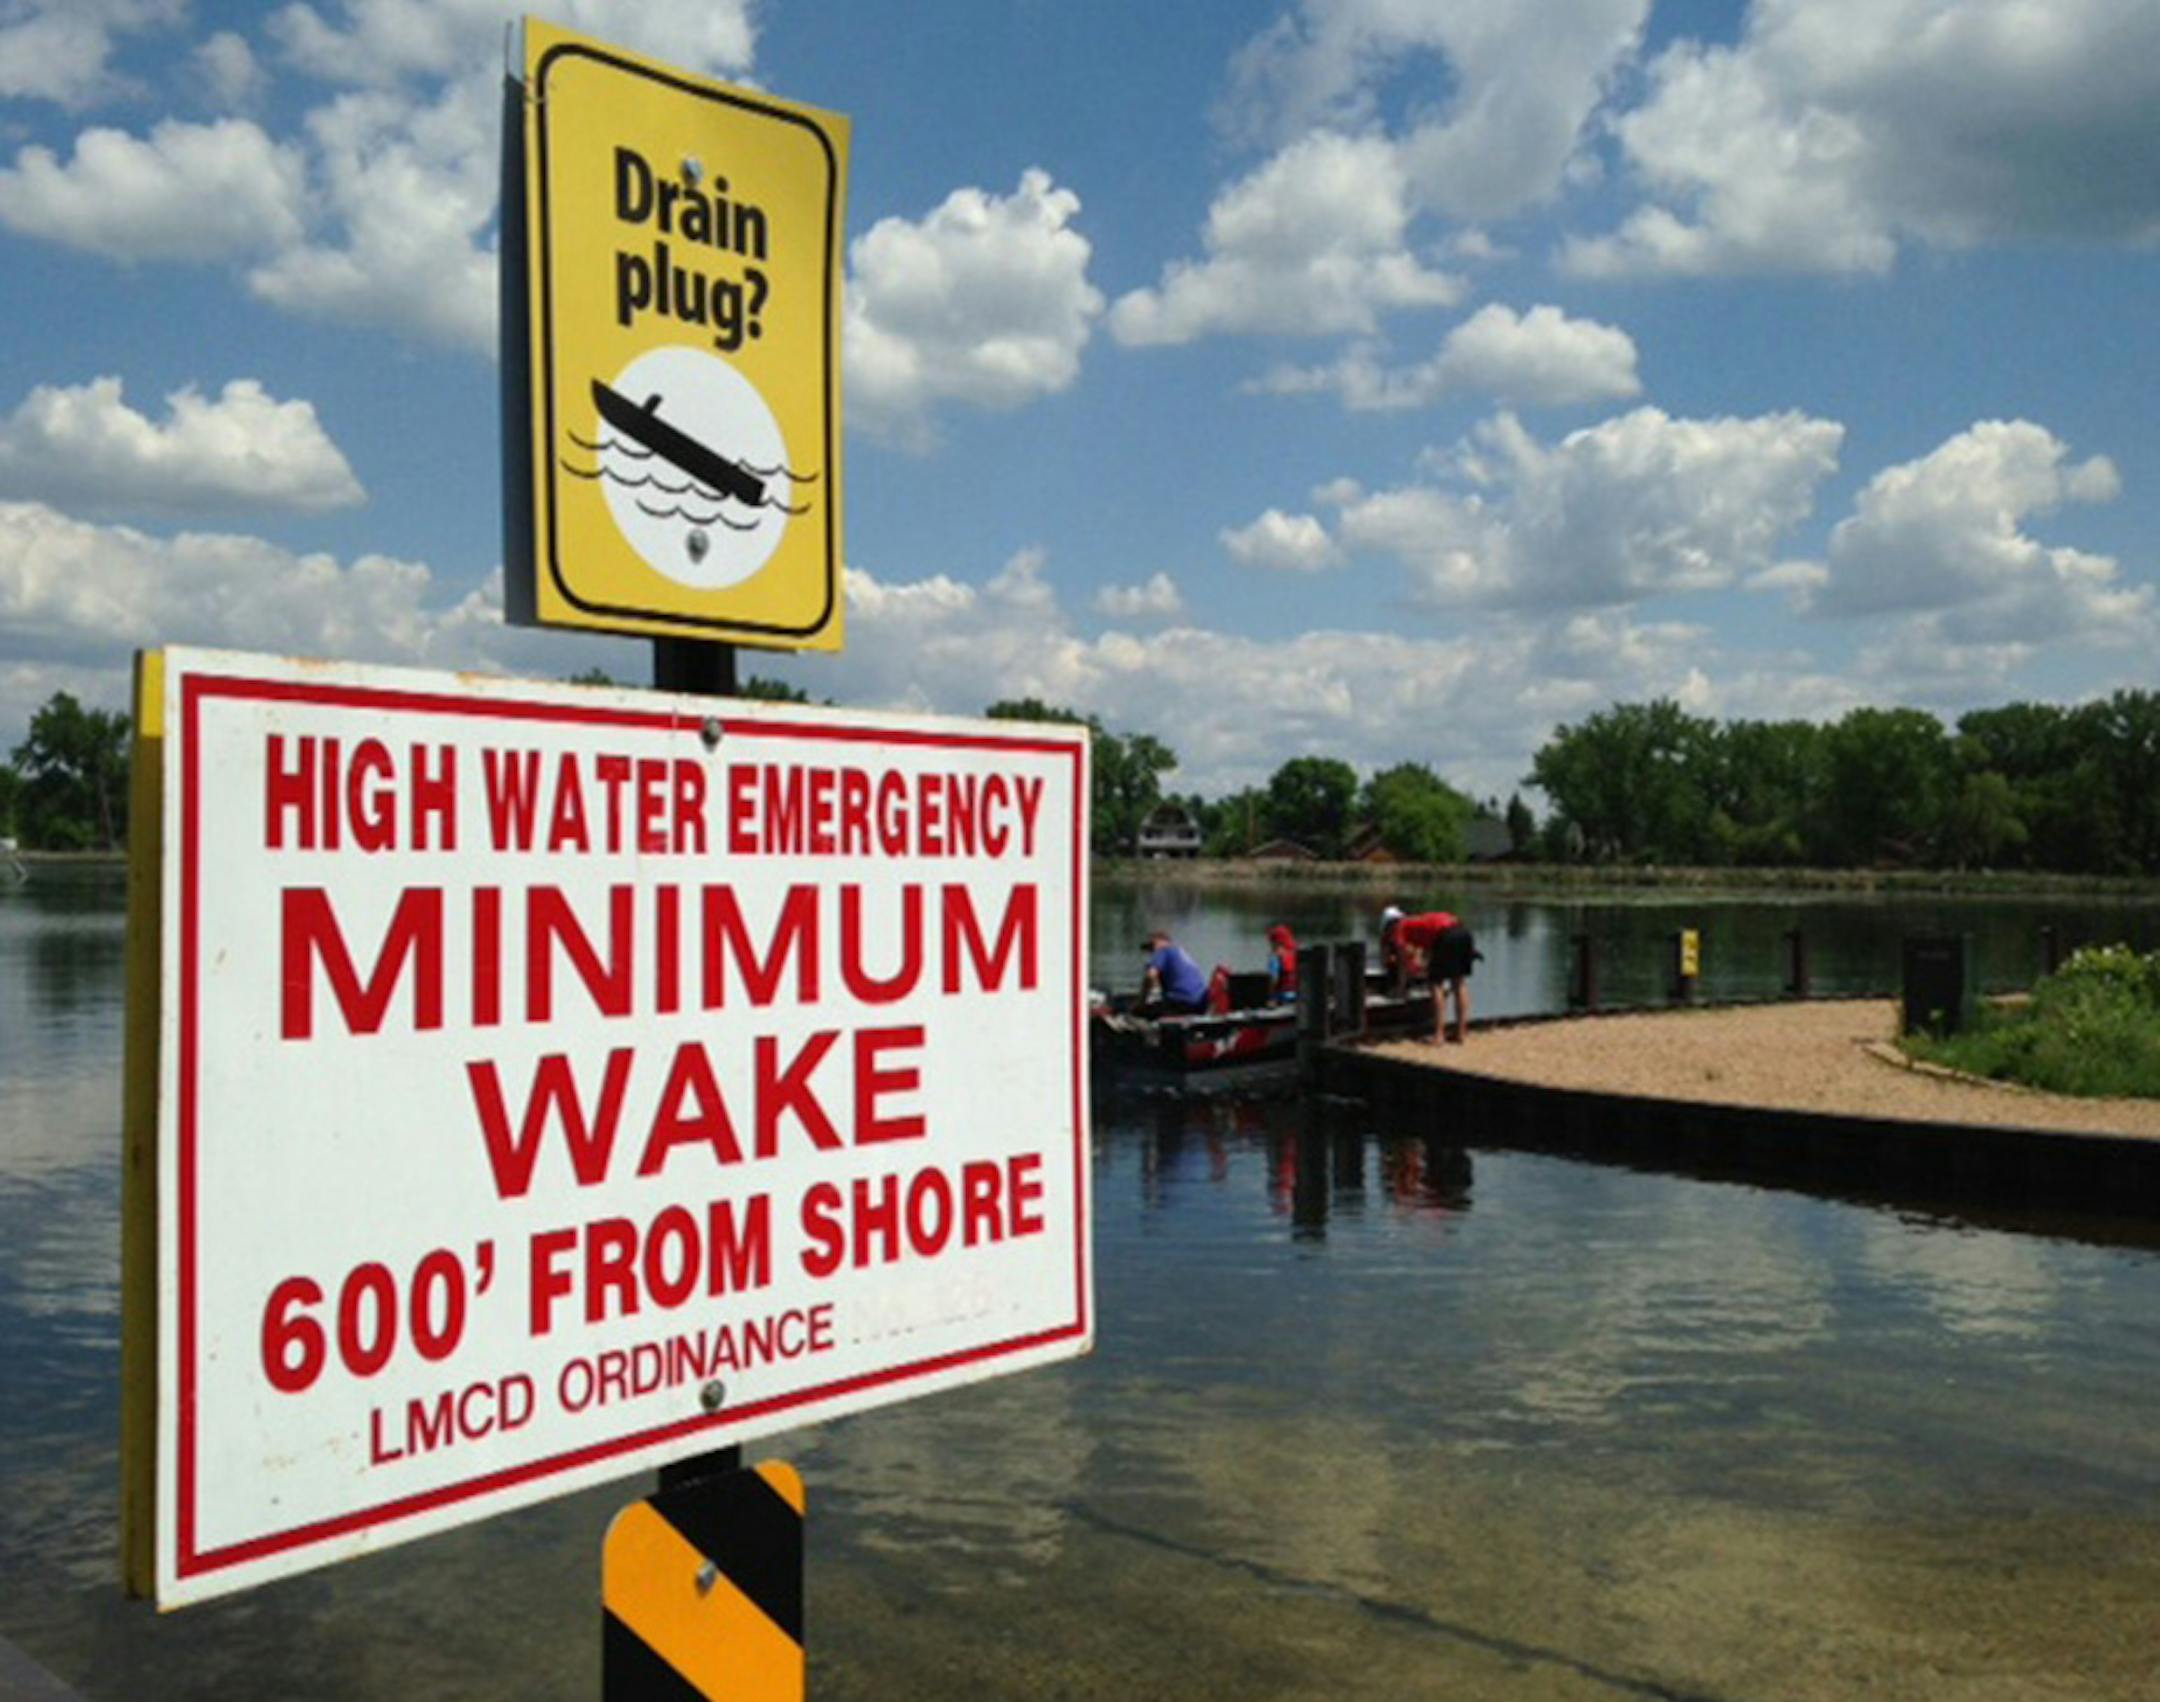 Drain
plug?
HIGH WATER EMERGENCY
MINIMUM
WAKE
600' FROM SHORE
LMCD ORDINANCE